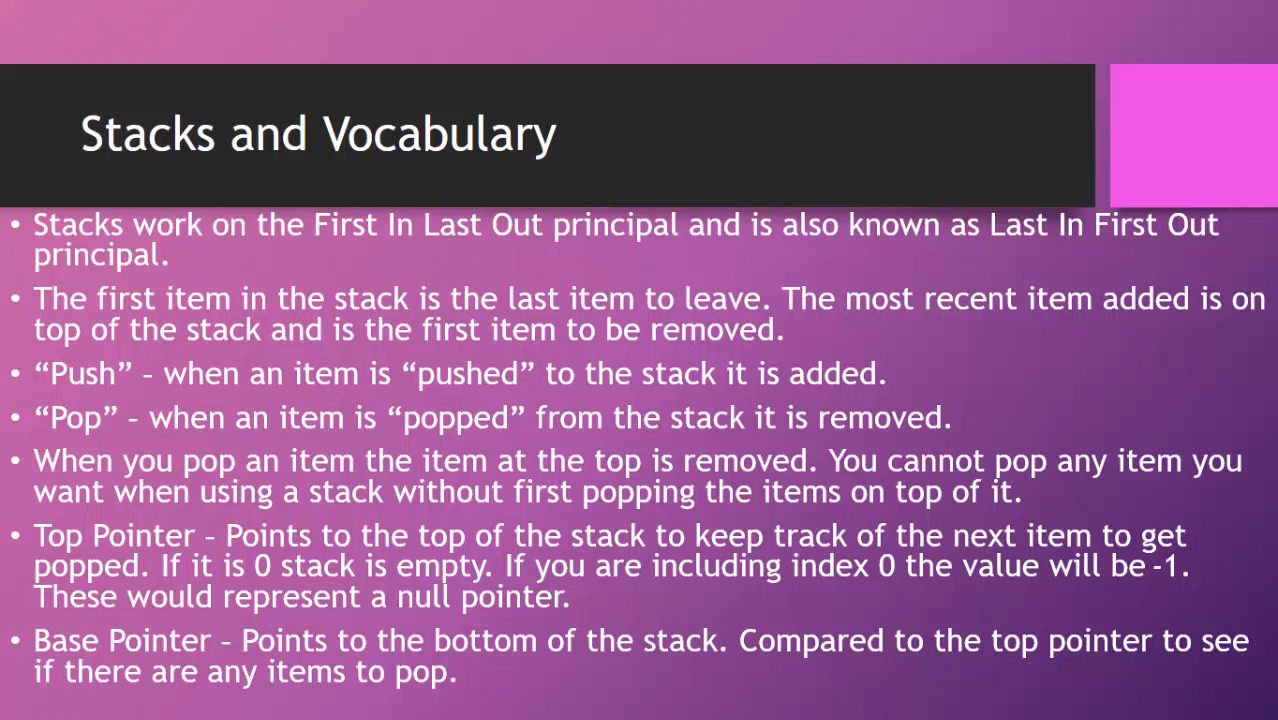 Stacks and Vocabulary
• Stacks work on the First In Last Out principal and is also known as Last In First Out
principal.
• The first item in the stack is the last item to leave. The most recent item added is on
top of the stack and is the first item to be removed.
• “Push” – when an item is “pushed” to the stack it is added.
• “Pop” – when an item is “popped” from the stack it is removed.
• When you pop an item the item at the top is removed. You cannot pop any item you
want when using a stack without first popping the items on top of it.
• Top Pointer – Points to the top of the stack to keep track of the next item to get
popped. If it is 0 stack is empty. If you are including index 0 the value will be -1.
These would represent a null pointer.
• Base Pointer – Points to the bottom of the stack. Compared to the top pointer to see
if there are any items to pop.